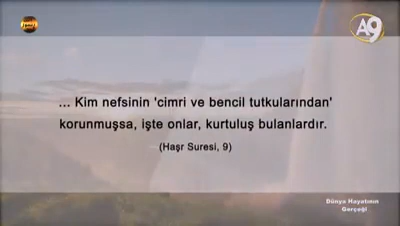 A9
... Kim nefsinin 'cimri ve bencil tutkularından'
korunmuşsa, işte onlar, kurtuluş bulanlardır.
(Haşr Suresi, 9)
Dünya Hayatının
Gerçeği